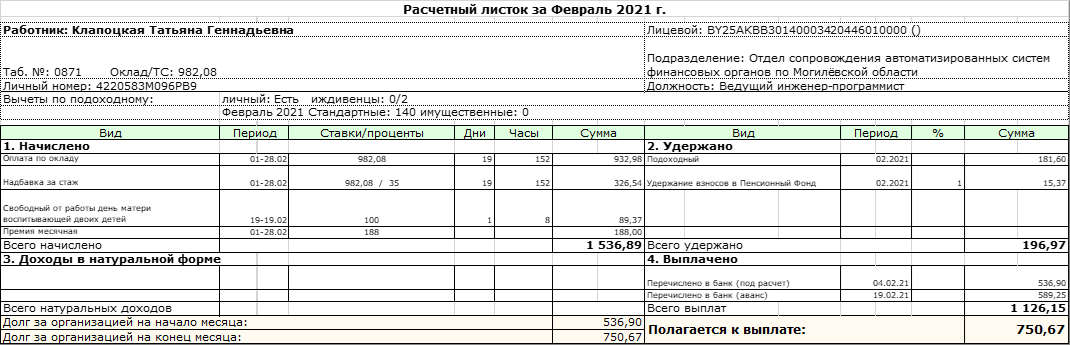 Расчетный листок за Февраль 2021 г.
Работник: Клапоцкая Татьяна Геннадьевна Лицевой: BY25AKBB30140003420446010000 ()
Подразделение: Отдел сопровождения автоматизированных систем
Таб. №: 0871 Оклад/ТС: 982,08 финансовых органов по Могилёвской области
Личный номер: 4220583M096PB9 Должность: Ведущий инженер-программист
Вычеты по подоходному: личный: Есть иждивенцы: 0/2
Февраль 2021 Стандартные: 140 имущественные: 0
Вид Период Ставки/проценты Дни Часы Сумма Вид Период % Сумма
1. Начислено 2. Удержано
Оплата по окладу 01-28.02 982,08 19 152 932,98 Подоходный 02.2021 181,60
Надбавка за стаж 01-28.02 982,08 / 35 19 152 326,54 Удержание взносов в Пенсионный Фонд 02.2021 1 15,37
Свободный от работы день матери
воспитывающей двоих детей 19-19.02 100 1 8 89,37
Премия месячная 01-28.02 188 188,00
Всего начислено 1 536,89 Всего удержано 196,97
3. Доходы в натуральной форме 4. Выплачено
Перечислено в банк (под расчет) 04.02.21 536,90
Перечислено в банк (аванс) 19.02.21 589,25
Всего натуральных доходов Всего выплат 1 126,15
Долг за организацией на начало месяца: 536,90
Полагается к выплате: 750,67
Долг за организацией на конец месяца: 750,67